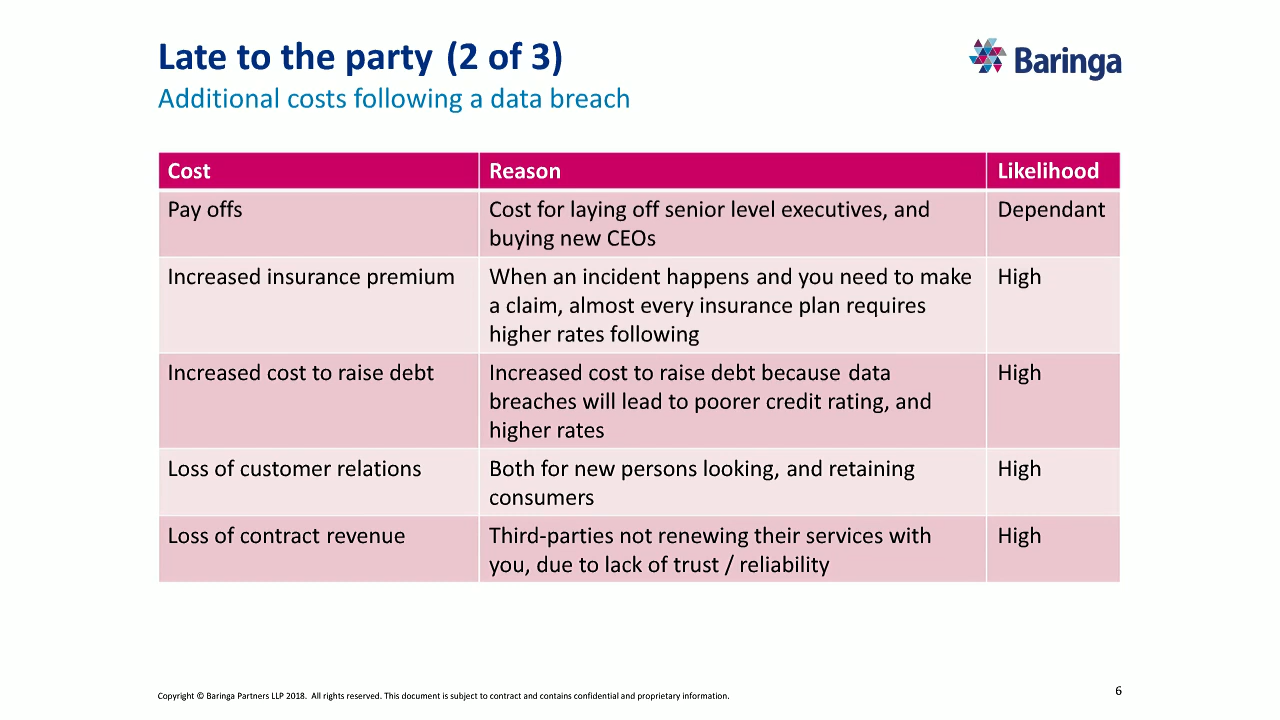 Late to the party (2 of 3)
Additional costs following a data breach
Baringa
Cost
Reason
Likelihood
Pay offs
Cost for laying off senior level executives, and
buying new CEOs
Dependant
Increased insurance premium
When an incident happens and you need to make
a claim, almost every insurance plan requires
higher rates following
High
Increased cost to raise debt
Increased cost to raise debt because data
breaches will lead to poorer credit rating, and
higher rates
High
Loss of customer relations
Both for new persons looking, and retaining
consumers
High
Loss of contract revenue
Third-parties not renewing their services with
you, due to lack of trust / reliability
High
Copyright © Baringa Partners LLP 2018.  All rights reserved. This document is subject to contract and contains confidential and proprietary information.
6